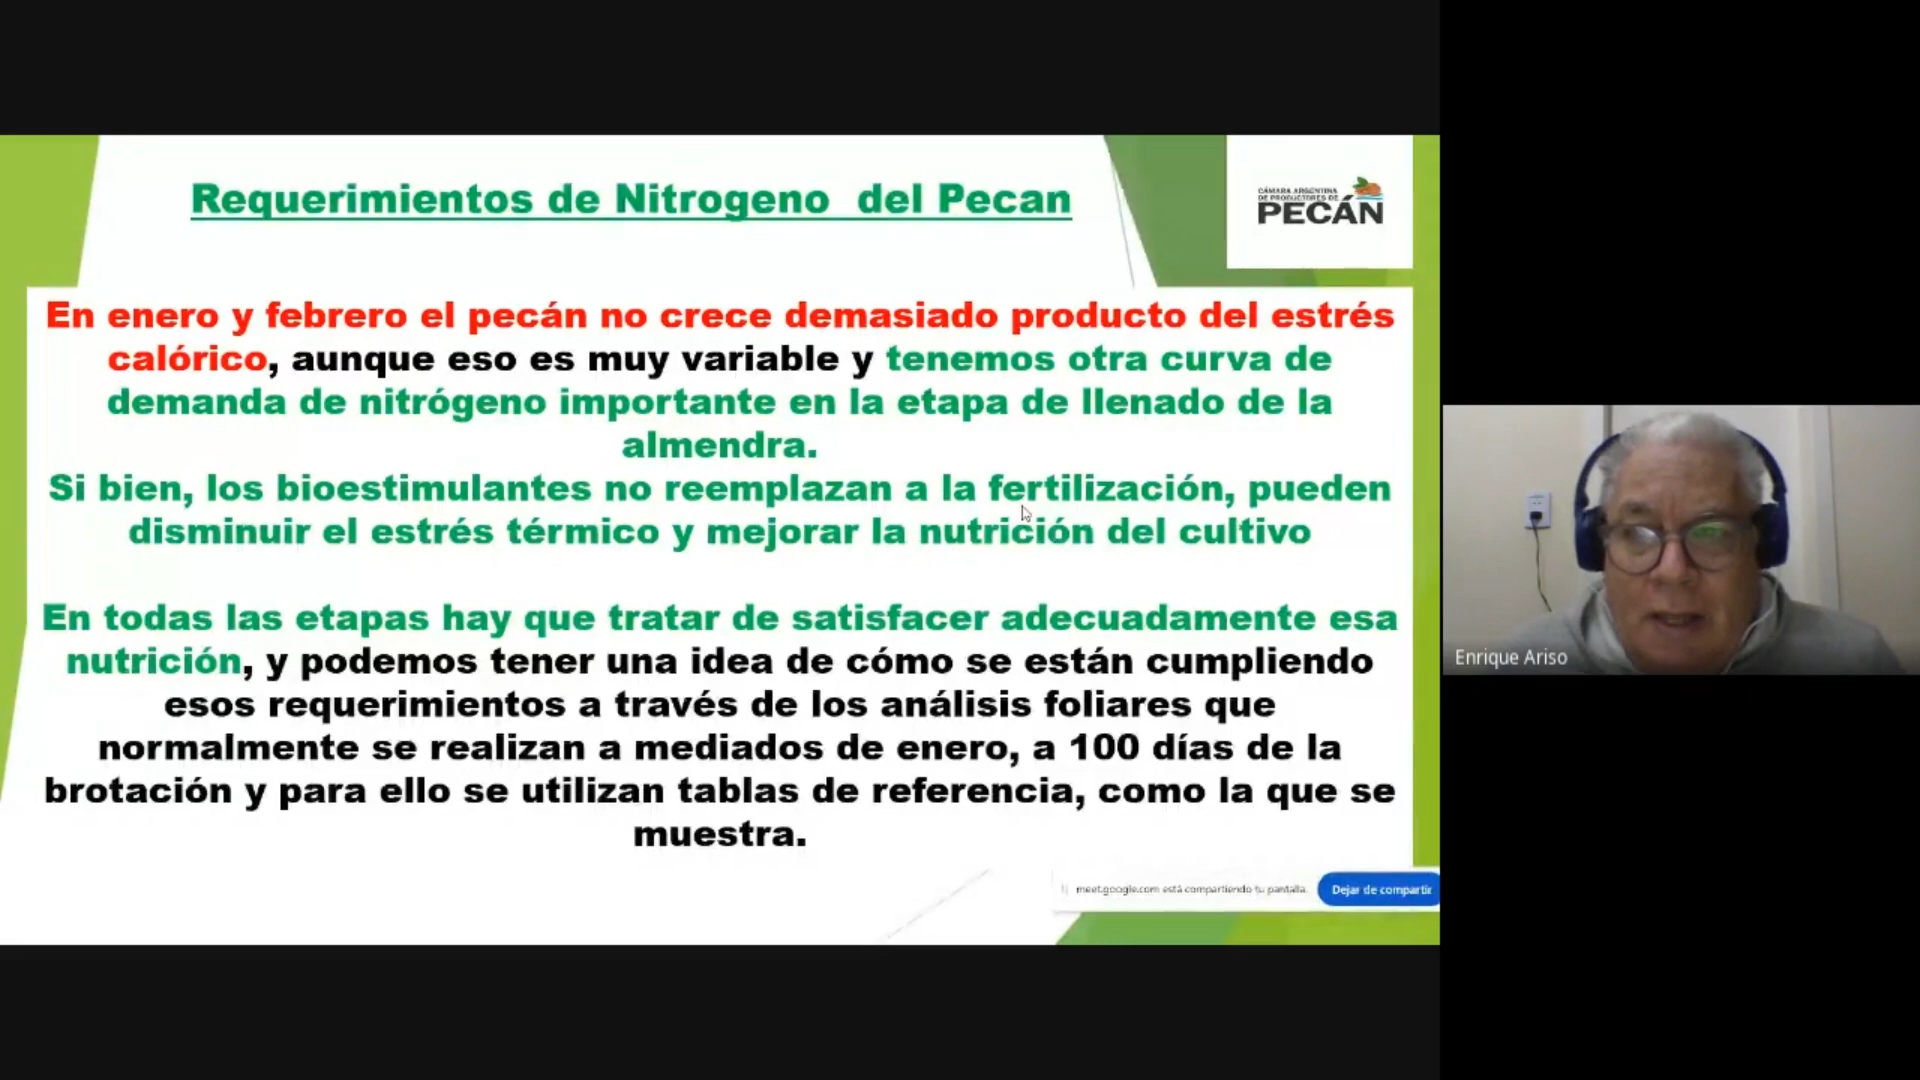 Requerimientos de Nitrogeno  del Pecan
CÁMARA ARGENTINA
DE PRODUCTORES DE
PECÁN
En enero y febrero el pecán no crece demasiado producto del estrés
calórico, aunque eso es muy variable y tenemos otra curva de
demanda de nitrógeno importante en la etapa de llenado de la
almendra.
Si bien, los bioestimulantes no reemplazan a la fertilización, pueden
disminuir el estrés térmico y mejorar la nutrición del cultivo
En todas las etapas hay que tratar de satisfacer adecuadamente esa
nutrición, y podemos tener una idea de cómo se están cumpliendo
esos requerimientos a través de los análisis foliares que
normalmente se realizan a mediados de enero, a 100 días de la
brotación y para ello se utilizan tablas de referencia, como la que se
muestra.
meet.google.com está compartiendo tu pantalla.
Dejar de compartir
Enrique Ariso